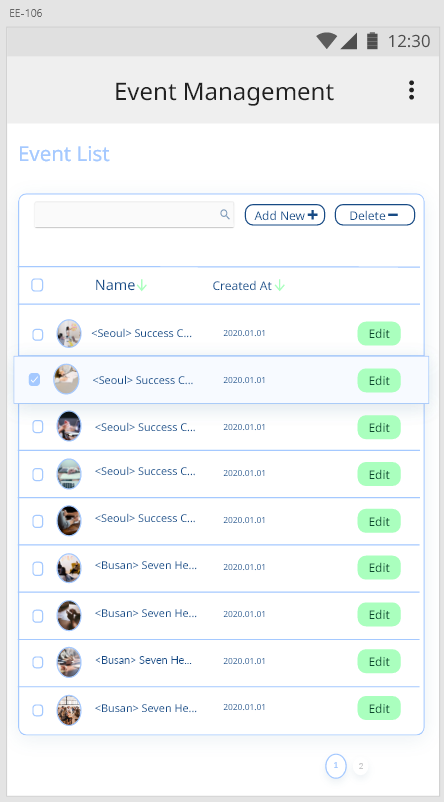 EE-106
12:30
Event Management
Event List
Add New
Delete
Name Created At
<Seoul> Success C... 2020.01.01 Edit
<Seoul> Success C... 2020.01.01 Edit
<Seoul> Success C... 2020.01.01 Edit
<Seoul> Success C... 2020.01.01 Edit
<Seoul> Success C... 2020.01.01 Edit
<Busan> Seven He... 2020.01.01 Edit
<Busan> Seven He... 2020.01.01 Edit
<Busan> Seven He... 2020.01.01 Edit
<Busan> Seven He... 2020.01.01 Edit
1 2